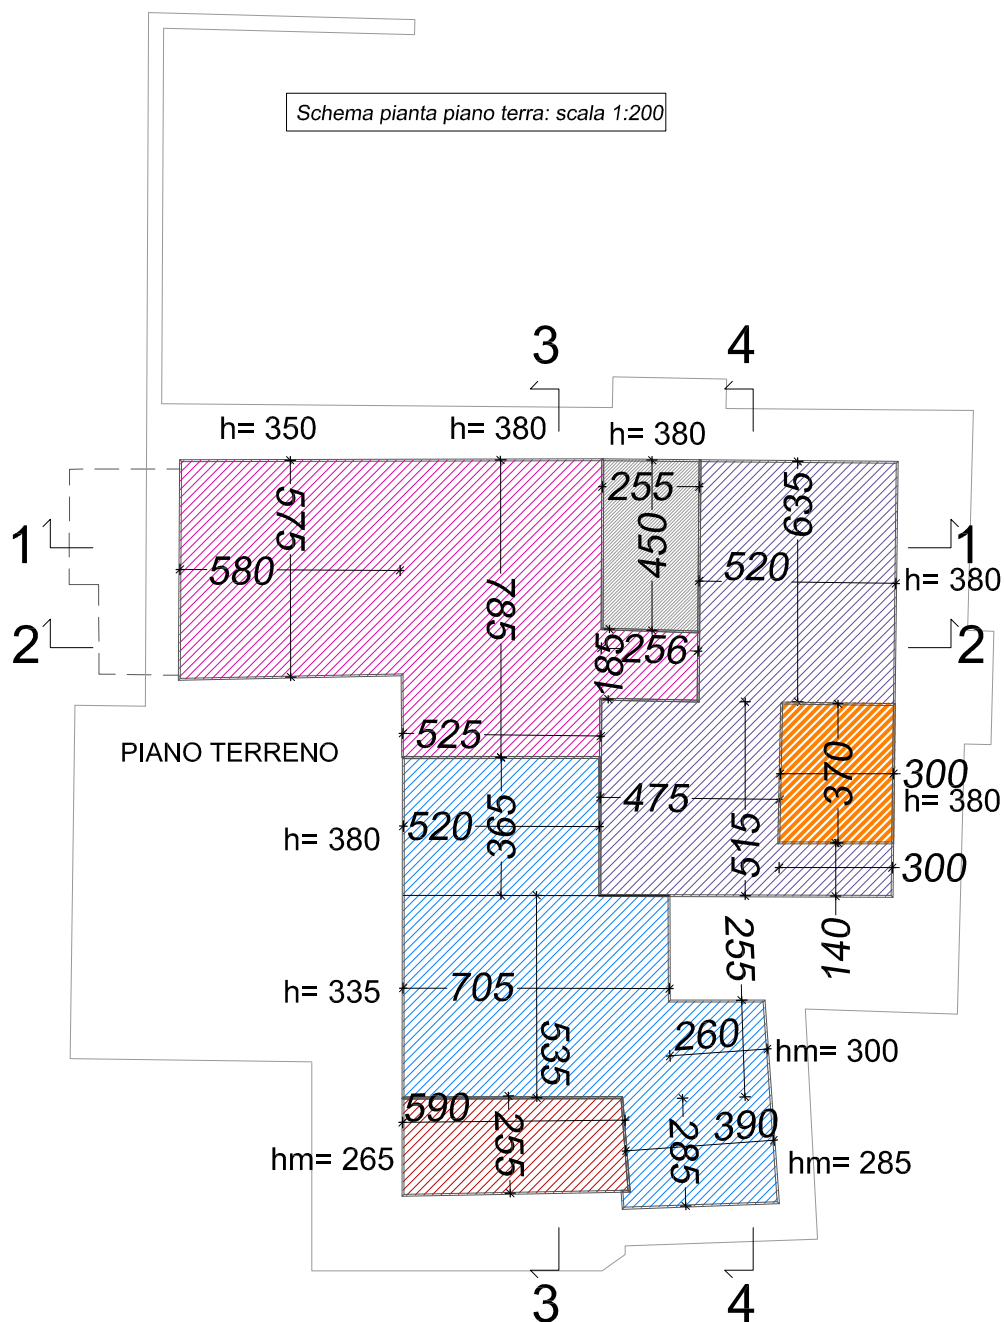 Schema pianta piano terra: scala 1:200
3
4
h= 350
h= 380
h= 380
255
635
575
450
1
1
580
520
h= 380
785
2
2
185
256
525
PIANO TERRENO
370
300
475
h= 380
520
365
h= 380
515
300
255
140
705
h= 335
260
535
hm= 300
590
255
390
285
hm= 265
hm= 285
3
4